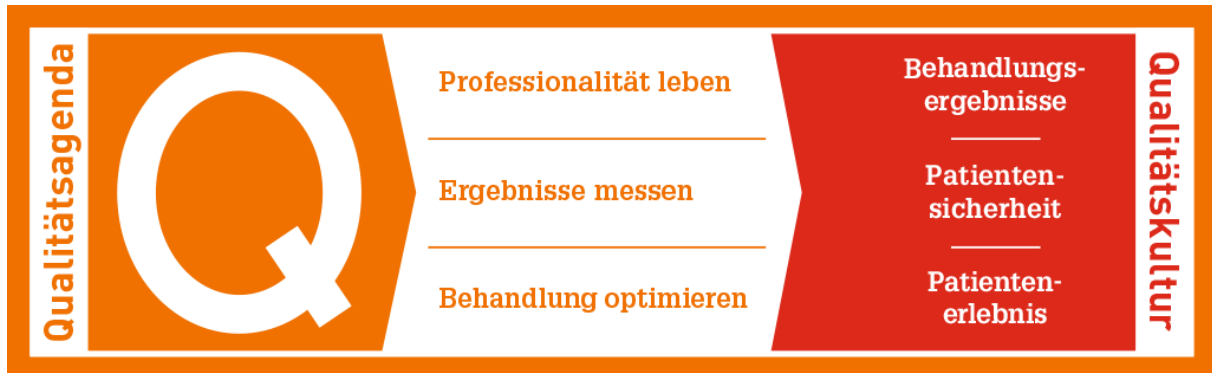 Qualitätsagenda
Q
Professionalität leben
Ergebnisse messen
Behandlung optimieren
Behandlungs-
ergebnisse
Patienten-
sicherheit
Patienten-
erlebnis
Qualitätskultur